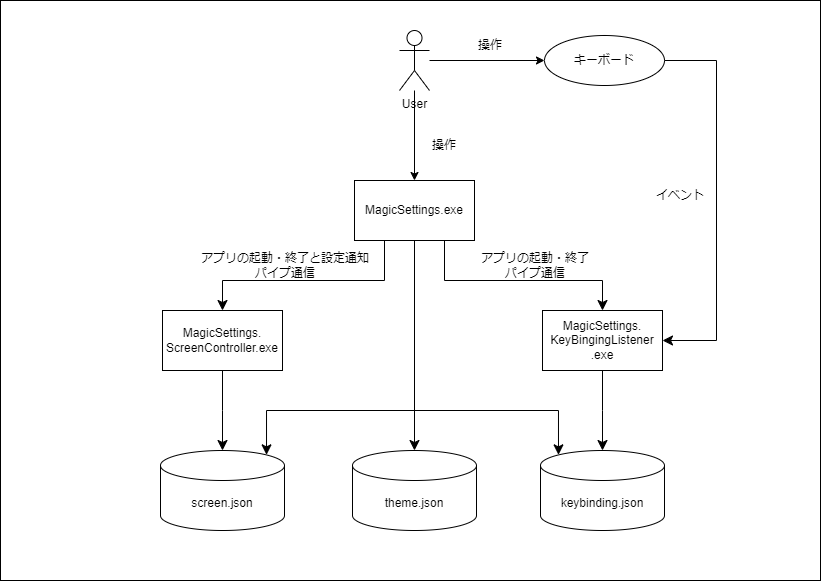 操作
キーボード
User
操作
イベント
MagicSettings.exe
アプリの起動・終了と設定通知
パイプ通信
アプリの起動・終了
パイプ通信
MagicSettings.
ScreenController.exe
MagicSettings.
KeyBingingListener
.exe
screen.json
theme.json
keybinding.json